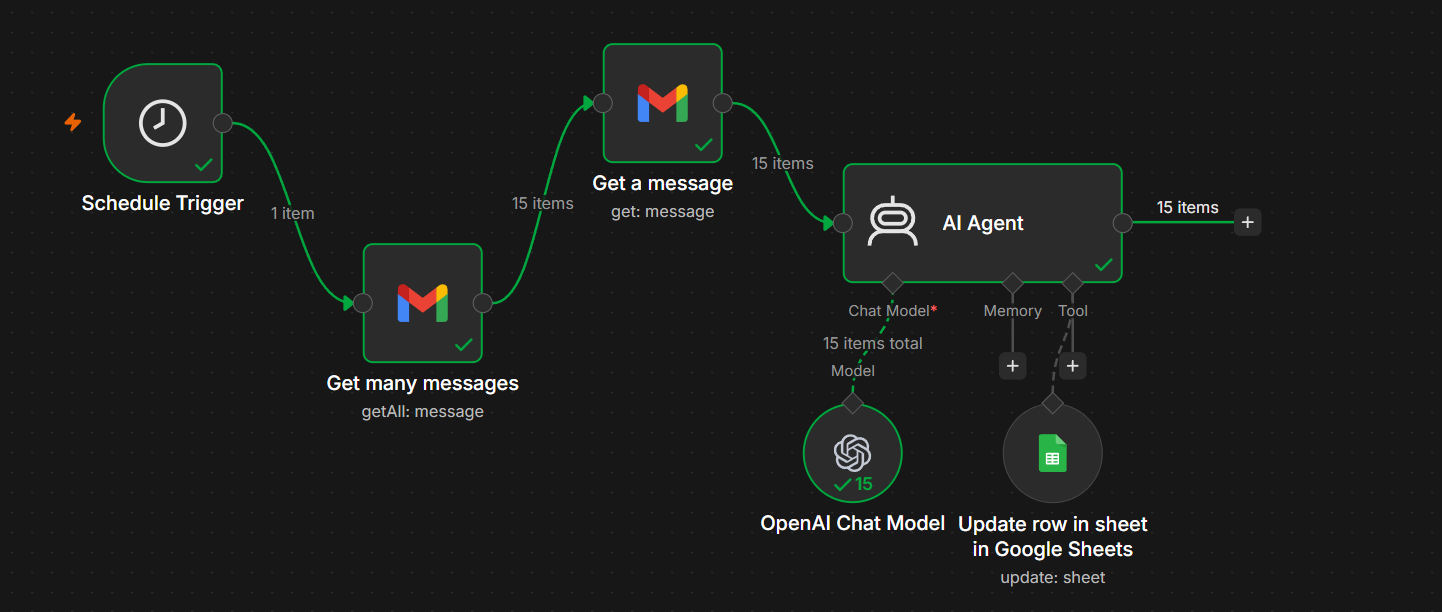 Schedule Trigger
1 item
Get many messages
getAll: message
15 items
Get a message
get: message
15 items
AI Agent
15 items
Chat Model*
Memory
Tool
15 items total
Model
15
OpenAI Chat Model
Update row in sheet
in Google Sheets
update: sheet